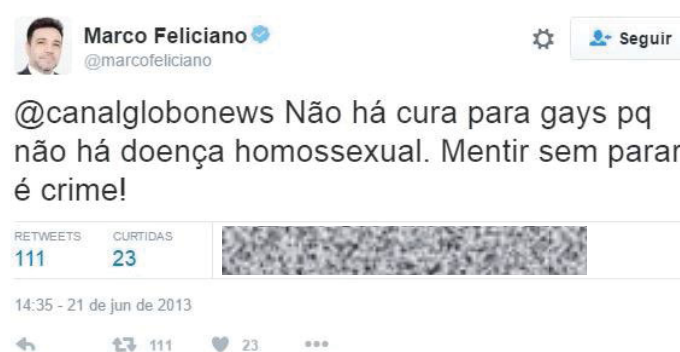 Marco Feliciano
Seguir
@marcofeliciano
@canalglobonews Não há cura para gays pq
não há doença homossexual. Mentir sem parar
é crime!
RETWEETS CURTIDAS
111 23
14:35 - 21 de jun de 2013
111 23